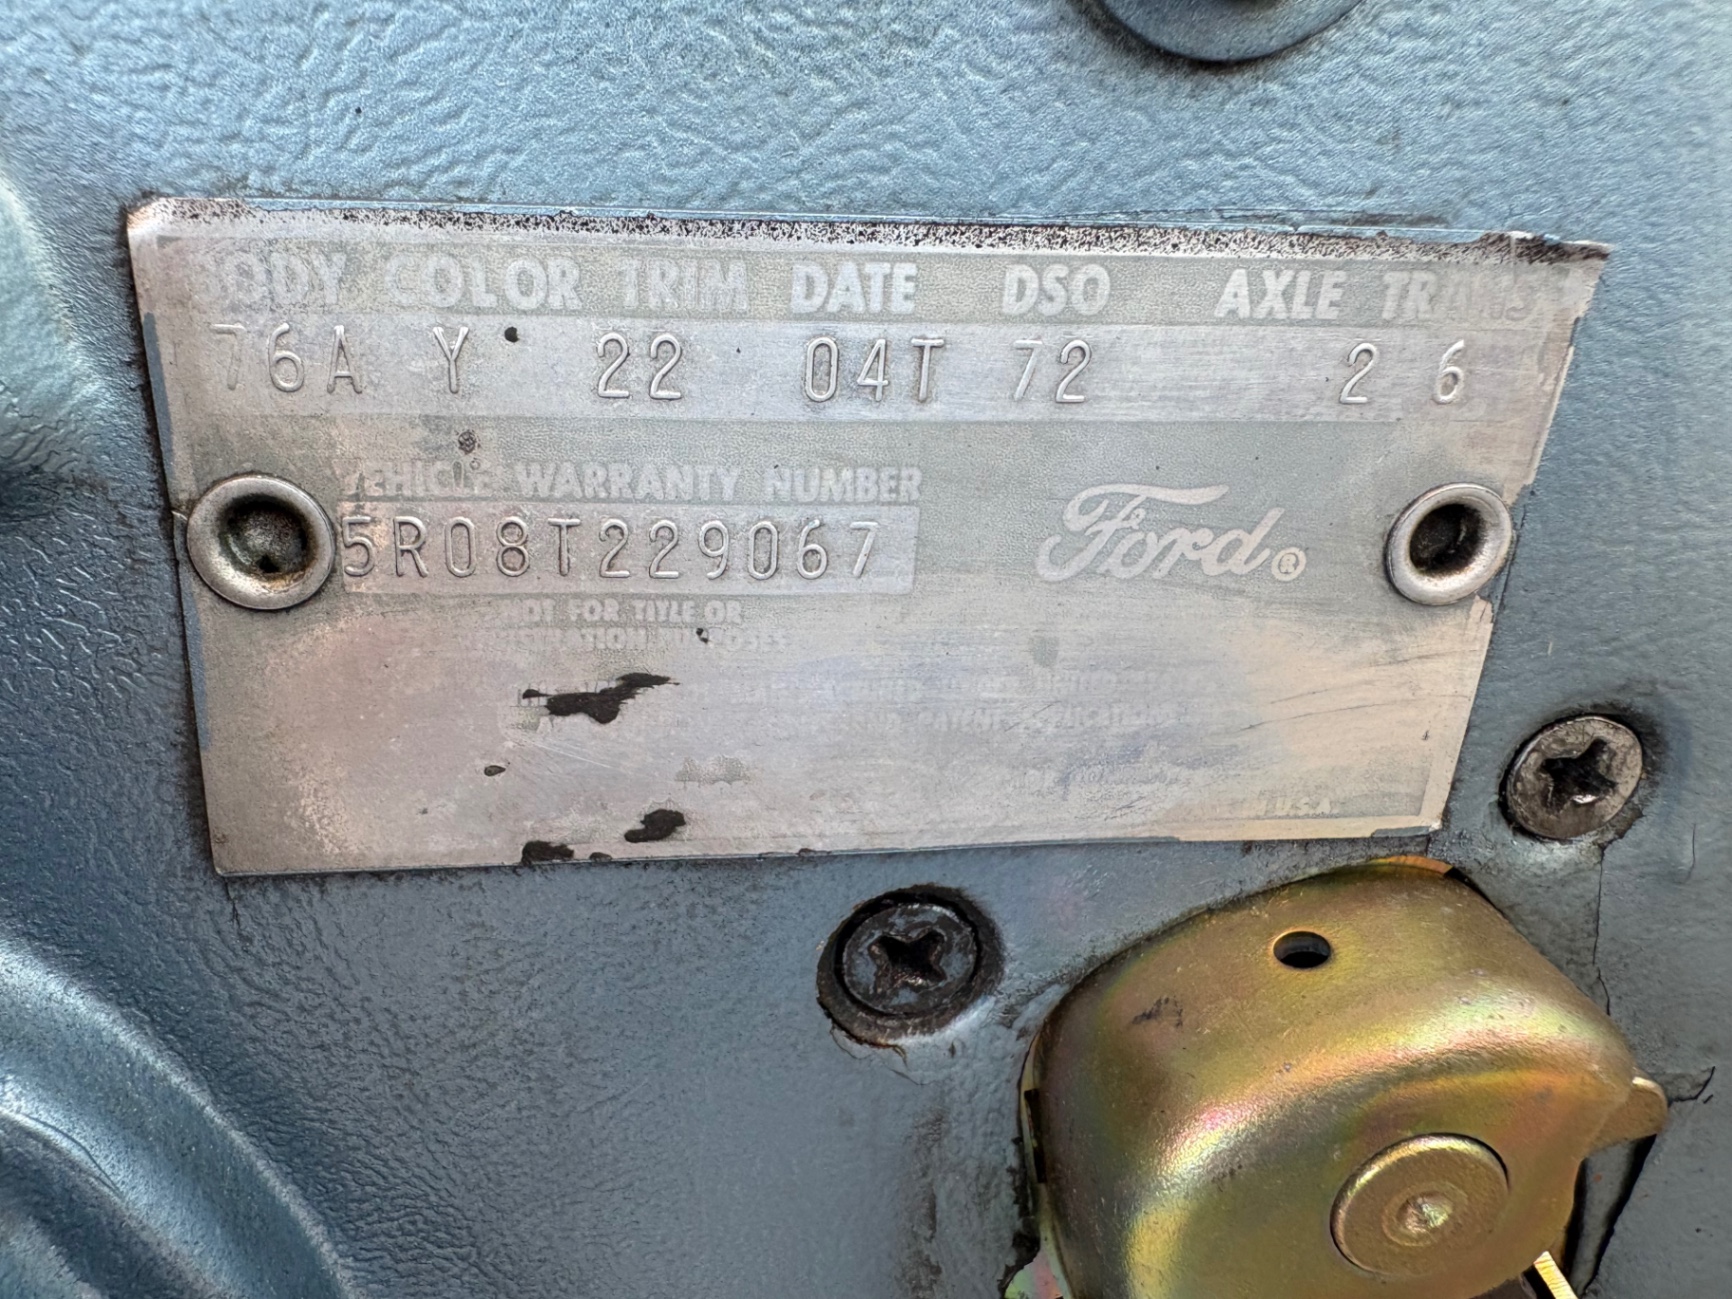 BODY COLOR TRIM DATE DSO AXLE TRANS
76A Y 22 04T 72 2 6
VEHICLE WARRANTY NUMBER
5R08T229067
Ford®
NOT FOR TITLE OR
REGISTRATION PURPOSES
IN U.S.A.